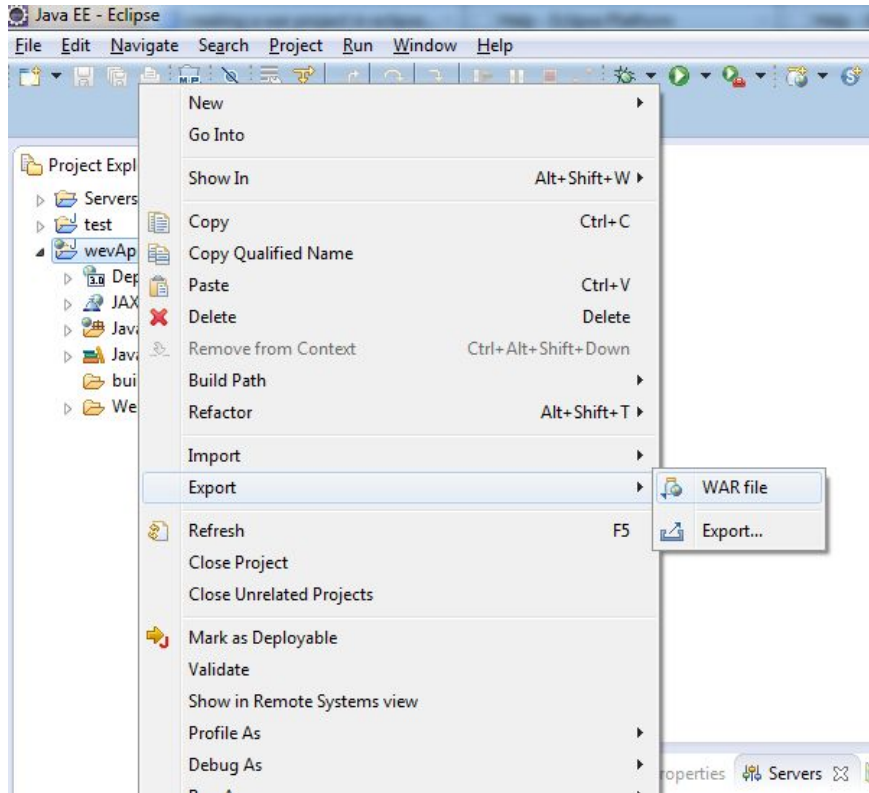 Java EE - Eclipse
File Edit Navigate Search Project Run Window Help
Project Expl
Servers
test
wevAp
3.0 Dep
JAX
Java
Java
bui
We
New
Go Into
Show In Alt+Shift+W
Copy Ctrl+C
Copy Qualified Name
Paste Ctrl+V
Delete Delete
Remove from Context Ctrl+Alt+Shift+Down
Build Path
Refactor Alt+Shift+T
Import
Export
WAR file
Export...
Refresh F5
Close Project
Close Unrelated Projects
Mark as Deployable
Validate
Show in Remote Systems view
Profile As
Debug As
roperties Servers